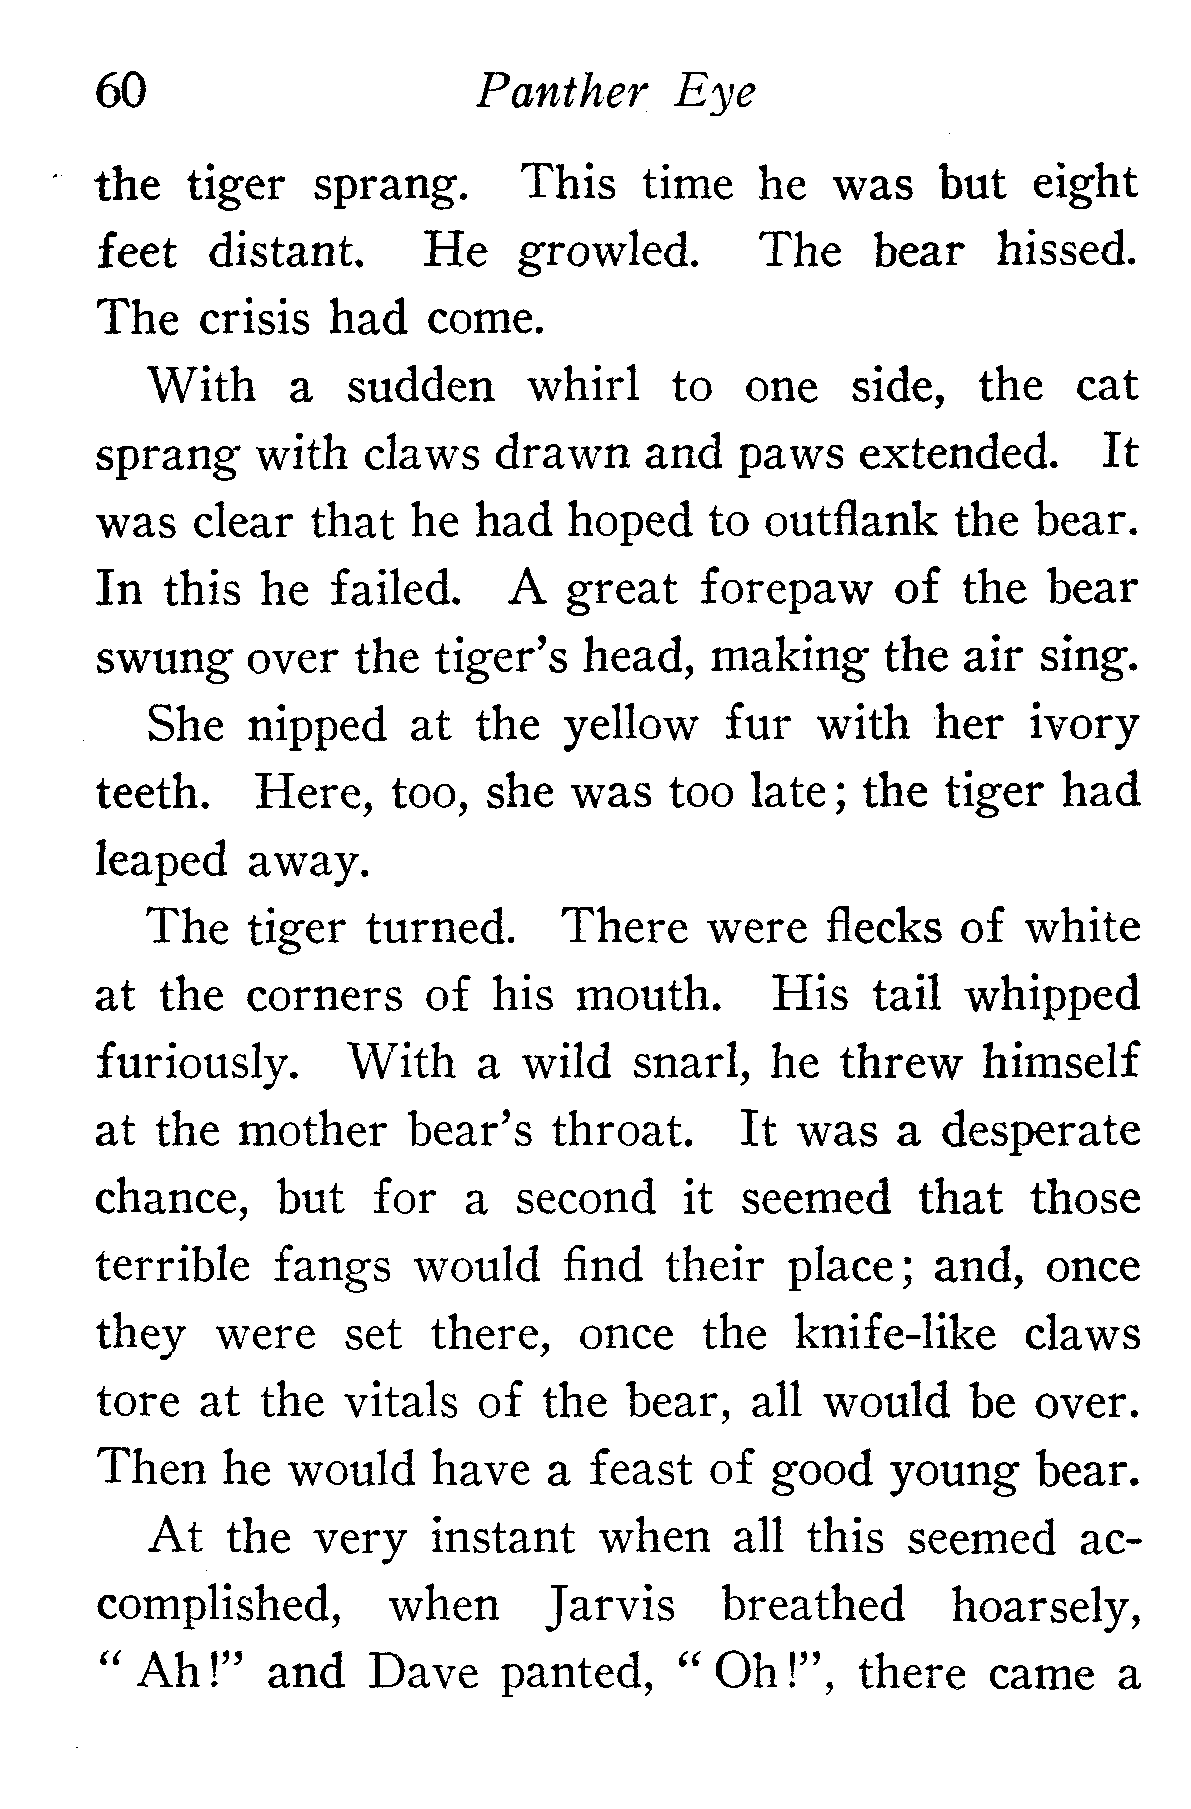 60 Panther Eye
the tiger sprang. This time he was but eight
feet distant. He growled. The bear hissed.
The crisis had come.
With a sudden whirl to one side, the cat
sprang with claws drawn and paws extended. It
was clear that he had hoped to outflank the bear.
In this he failed. A great forepaw of the bear
swung over the tiger’s head, making the air sing.
She nipped at the yellow fur with her ivory
teeth. Here, too, she was too late; the tiger had
leaped away.
The tiger turned. There were flecks of white
at the corners of his mouth. His tail whipped
furiously. With a wild snarl, he threw himself
at the mother bear’s throat. It was a desperate
chance, but for a second it seemed that those
terrible fangs would find their place; and, once
they were set there, once the knife-like claws
tore at the vitals of the bear, all would be over.
Then he would have a feast of good young bear.
At the very instant when all this seemed ac-
complished, when Jarvis breathed hoarsely,
“ Ah!” and Dave panted, “ Oh!”, there came a